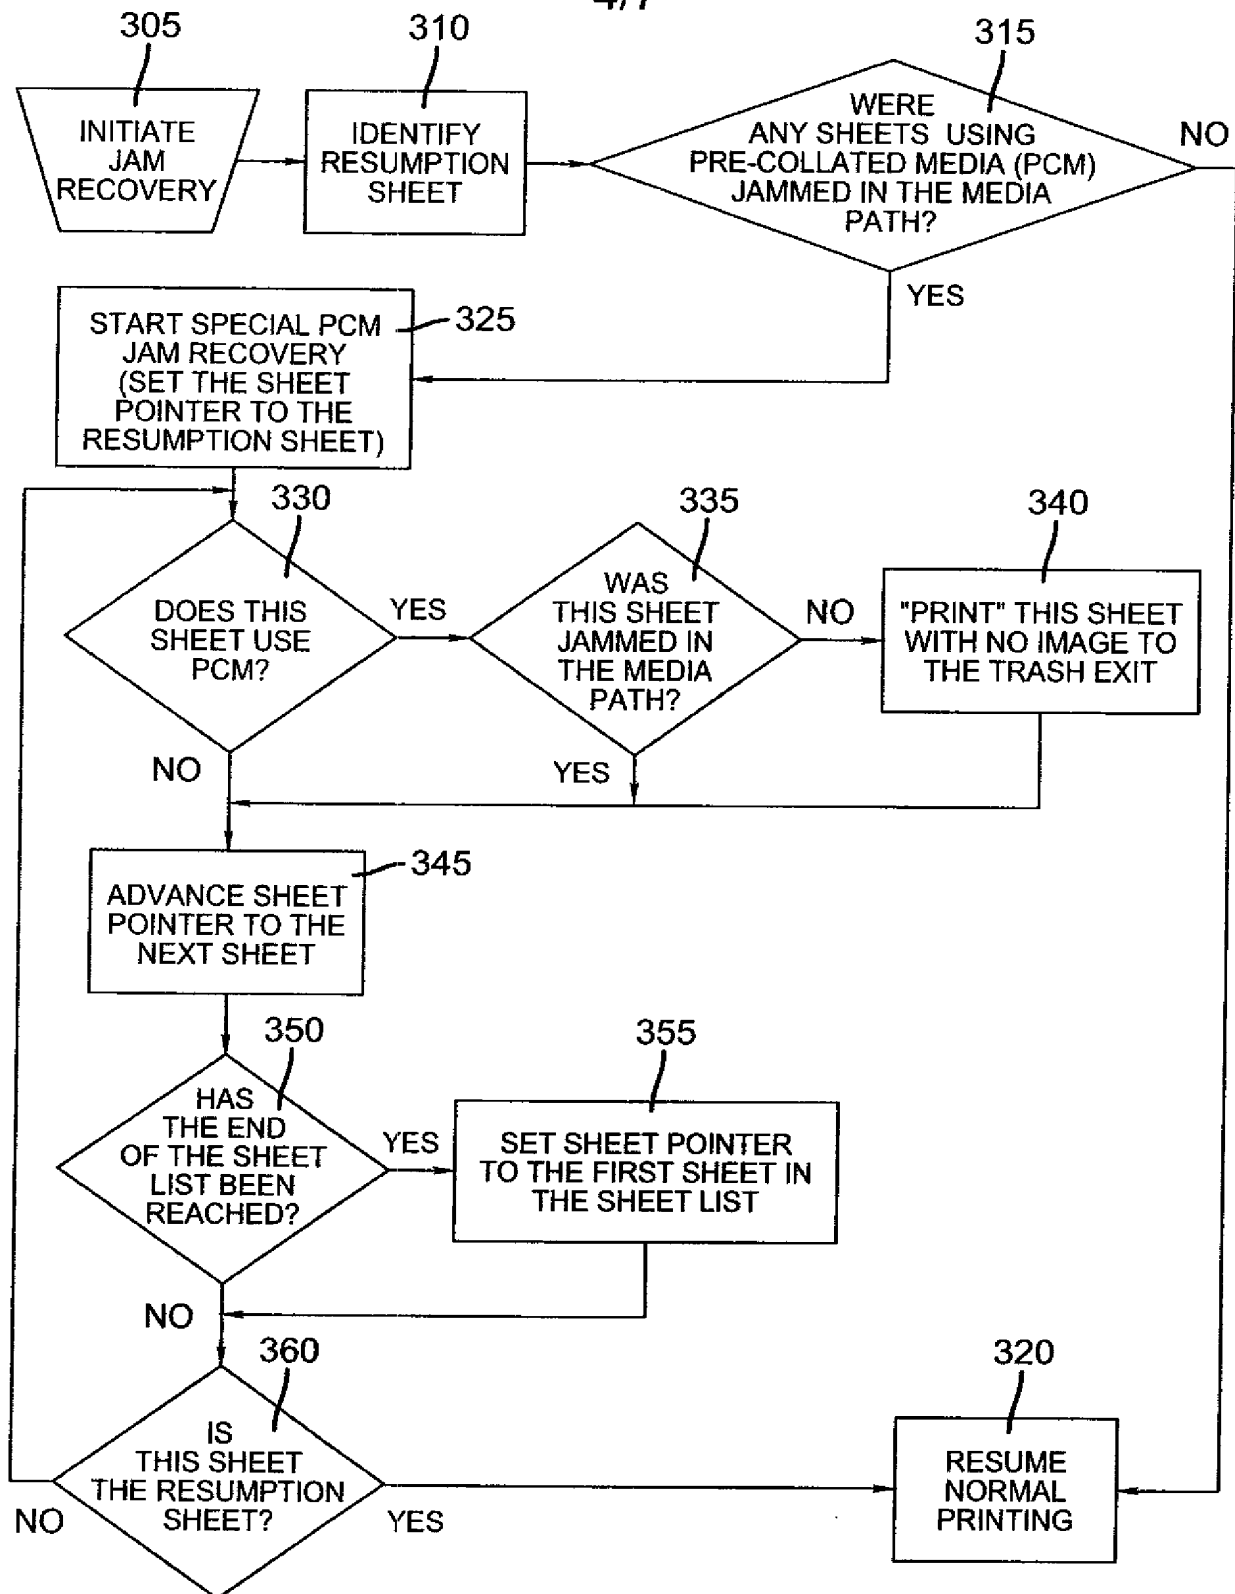 305
310
315
INITIATE
JAM
RECOVERY
IDENTIFY
RESUMPTION
SHEET
WERE
ANY SHEETS USING
PRE-COLLATED MEDIA (PCM)
JAMMED IN THE MEDIA
PATH?
NO
YES
START SPECIAL PCM
JAM RECOVERY
(SET THE SHEET
POINTER TO THE
RESUMPTION SHEET)
325
330
335
340
DOES THIS
SHEET USE
PCM?
YES
WAS
THIS SHEET
JAMMED IN
THE MEDIA
PATH?
NO
"PRINT" THIS SHEET
WITH NO IMAGE TO
THE TRASH EXIT
NO
YES
345
ADVANCE SHEET
POINTER TO THE
NEXT SHEET
350
355
HAS
THE END
OF THE SHEET
LIST BEEN
REACHED?
YES
SET SHEET POINTER
TO THE FIRST SHEET IN
THE SHEET LIST
NO
360
320
IS
THIS SHEET
THE RESUMPTION
SHEET?
NO
YES
RESUME
NORMAL
PRINTING